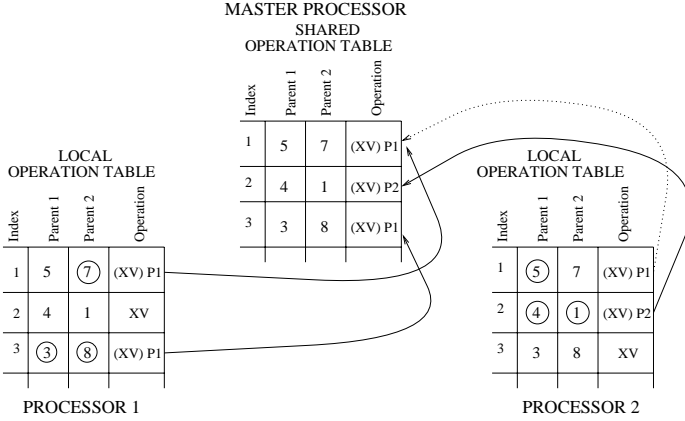 MASTER PROCESSOR
SHARED
OPERATION TABLE
Index Parent 1 Parent 2 Operation
1 5 7 (XV) P1
2 4 1 (XV) P2
3 3 8 (XV) P1
LOCAL
OPERATION TABLE
Index Parent 1 Parent 2 Operation
1 5 7 (XV) P1
2 4 1 XV
3 3 8 (XV) P1
PROCESSOR 1
LOCAL
OPERATION TABLE
Index Parent 1 Parent 2 Operation
1 5 7 (XV) P1
2 4 1 (XV) P2
3 3 8 XV
PROCESSOR 2